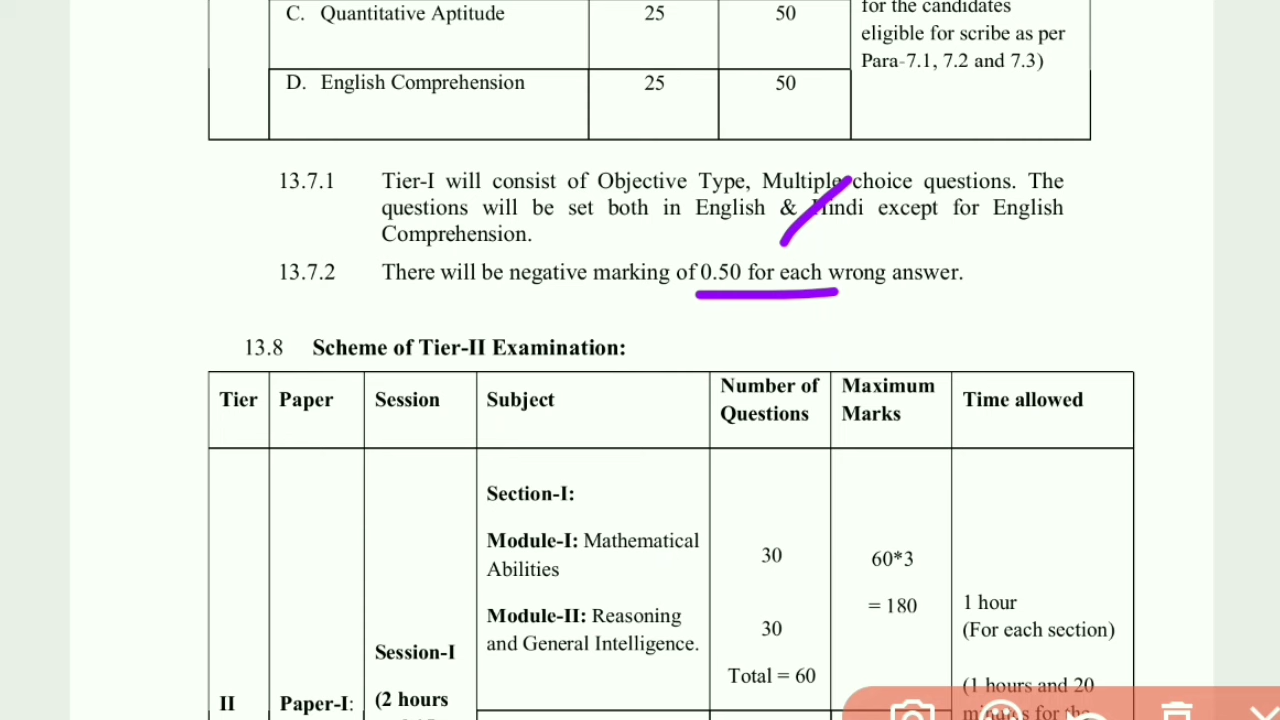 for the candidates
C. Quantitative Aptitude 25 50
eligible for scribe as per
Para-7.1, 7.2 and 7.3)
D. English Comprehension 25 50
13.7.1 Tier-I will consist of Objective Type, Multiple choice questions. The
questions will be set both in English & Hindi except for English
Comprehension.
13.7.2 There will be negative marking of 0.50 for each wrong answer.
13.8 Scheme of Tier-II Examination:
Tier Paper Session Subject Number of Questions Maximum Marks Time allowed
Section-I:
Module-I: Mathematical
Abilities
30
60*3
= 180
Module-II: Reasoning
and General Intelligence.
30
Total = 60
1 hour
(For each section)
(1 hours and 20
Session-I
(2 hours
II Paper-I: